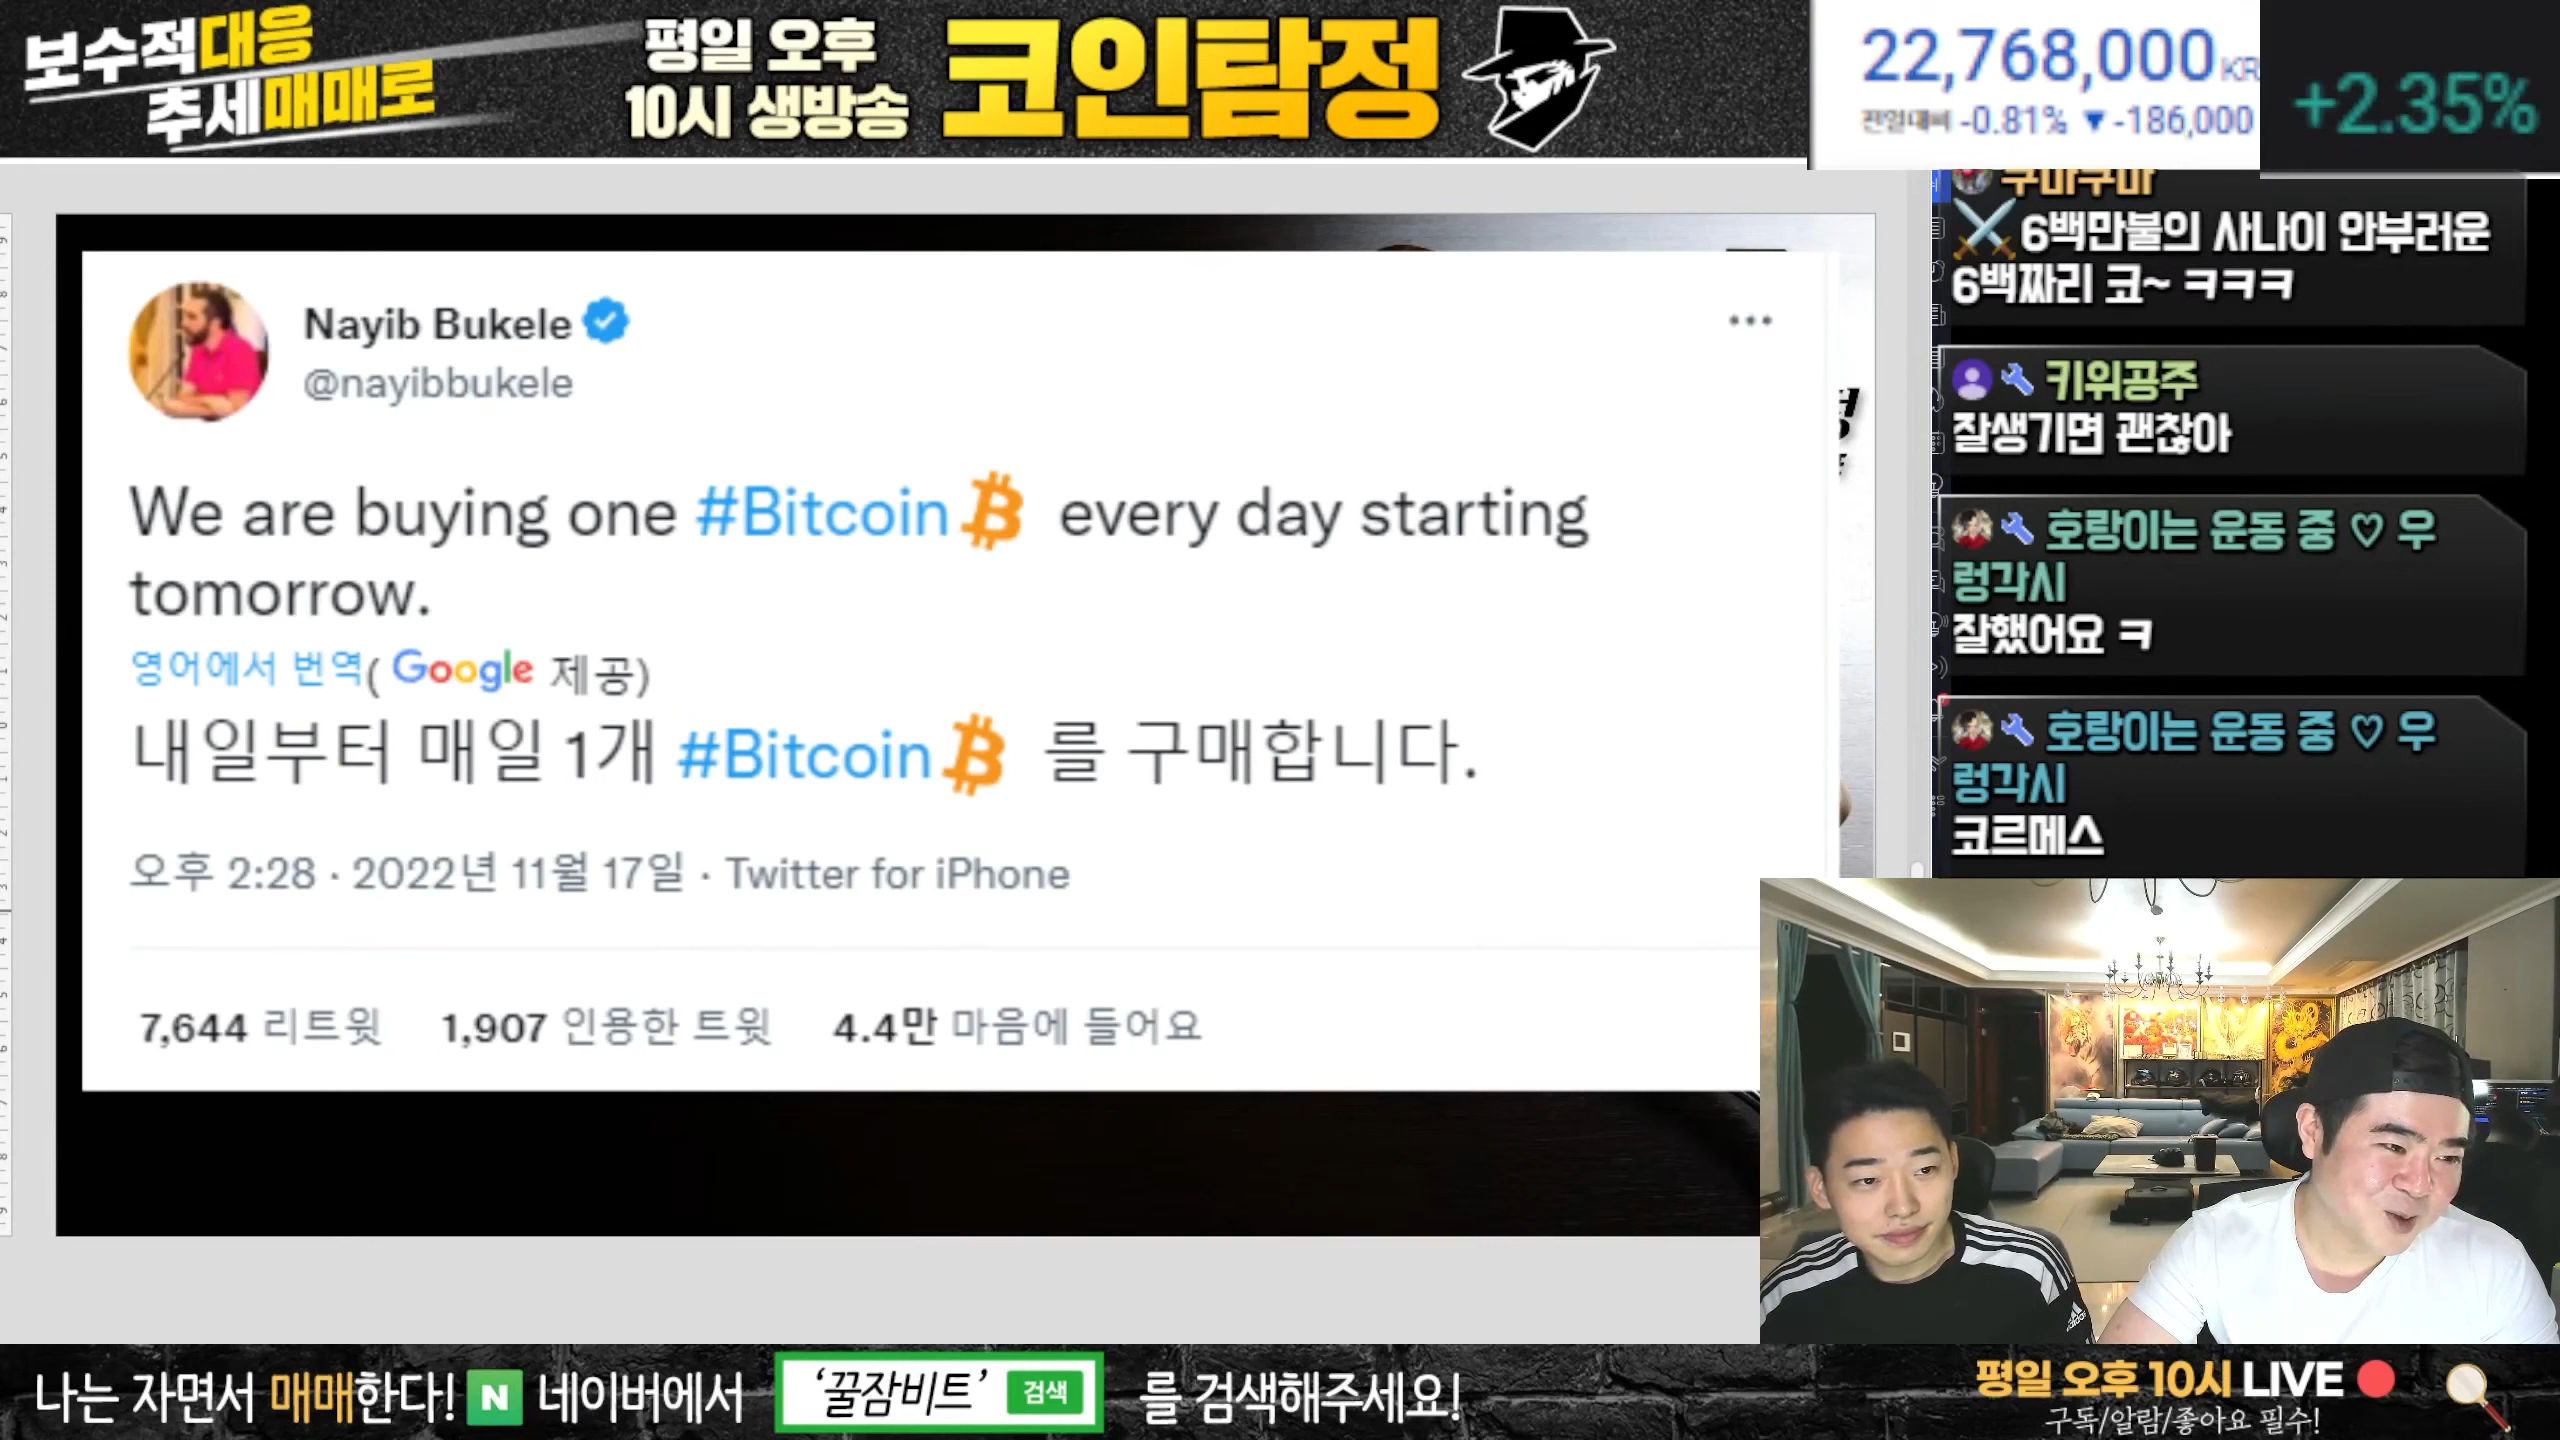 보수적대응
추세매매로
평일 오후
10시 생방송
코인탐정
22,768,000
전일대비 -0.81% ▼ -186,000
+2.35%
Nayib Bukele
@nayibbukele
We are buying one #Bitcoin every day starting
tomorrow.
영어에서 번역( Google 제공)
내일부터 매일 1개 #Bitcoin 를 구매합니다.
오후 2:28 · 2022년 11월 17일 · Twitter for iPhone
7,644 리트윗 1,907 인용한 트윗 4.4만 마음에 들어요
쿠마쿠마
⚔ 6백만불의 사나이 안부러운
6백짜리 코~ ㅋㅋㅋ
키위공주
잘생기면 괜찮아
호랑이는 운동 중 ♡ 우
렁각시
잘했어요 ㅋ
호랑이는 운동 중 ♡ 우
렁각시
코르메스
adidas
나는 자면서 매매한다! N 네이버에서 '꿀잠비트' 검색 를 검색해주세요!
평일 오후 10시 LIVE
구독/알람/좋아요 필수!